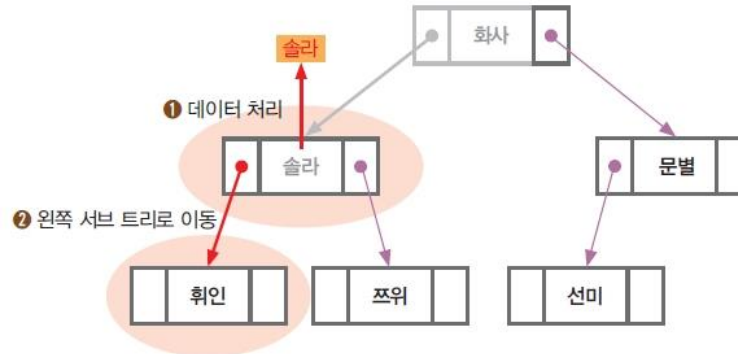 화사
솔라
❶ 데이터 처리
솔라
문별
❷ 왼쪽 서브 트리로 이동
휘인
쯔위
선미